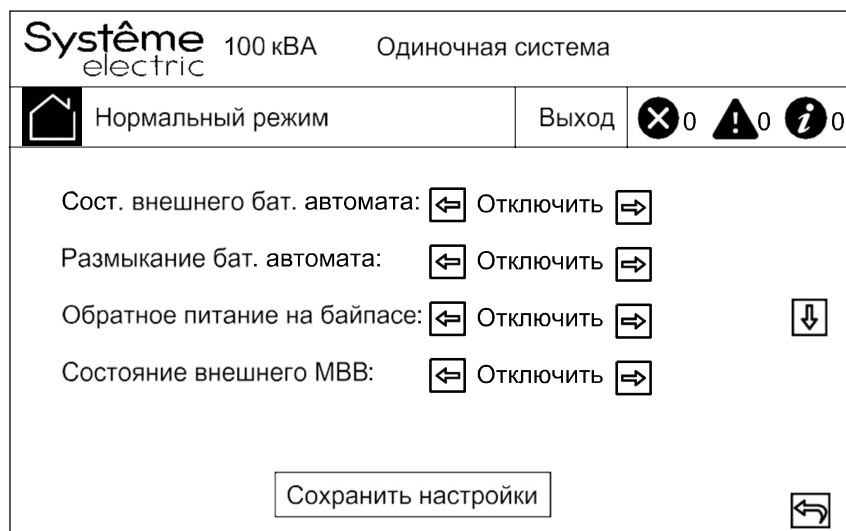 Systême electric 100 кВА Одиночная система
Нормальный режим Выход 0 0 0
Сост. внешнего бат. автомата: Отключить
Размыкание бат. автомата: Отключить
Обратное питание на байпасе: Отключить
Состояние внешнего МВВ: Отключить
Сохранить настройки